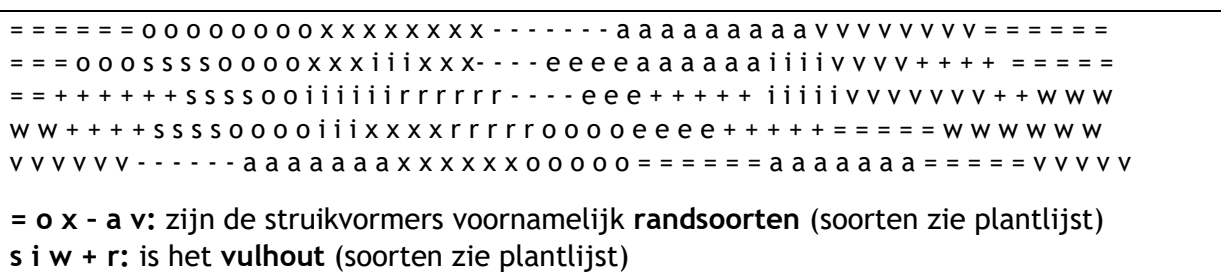 = = = = = = o o o o o o o o x x x x x x x x - - - - - - - a a a a a a a a a v v v v v v v v = = = = = =
= = = o o o s s s s o o o o x x x i i i x x x - - - - e e e e a a a a a a a i i i i v v v v + + + + = = = = =
= = + + + + + + s s s s o o i i i i i i r r r r r r - - - - e e e + + + + + i i i i i v v v v v v v + + w w w
w w + + + + s s s s o o o o i i i x x x x r r r r r o o o o e e e e + + + + + = = = = = w w w w w w
v v v v v v - - - - - - a a a a a a a x x x x x x o o o o o = = = = = = a a a a a a a = = = = = v v v v v
= o x – a v: zijn de struikvormers voornamelijk randsoorten (soorten zie plantlijst)
s i w + r: is het vulhout (soorten zie plantlijst)